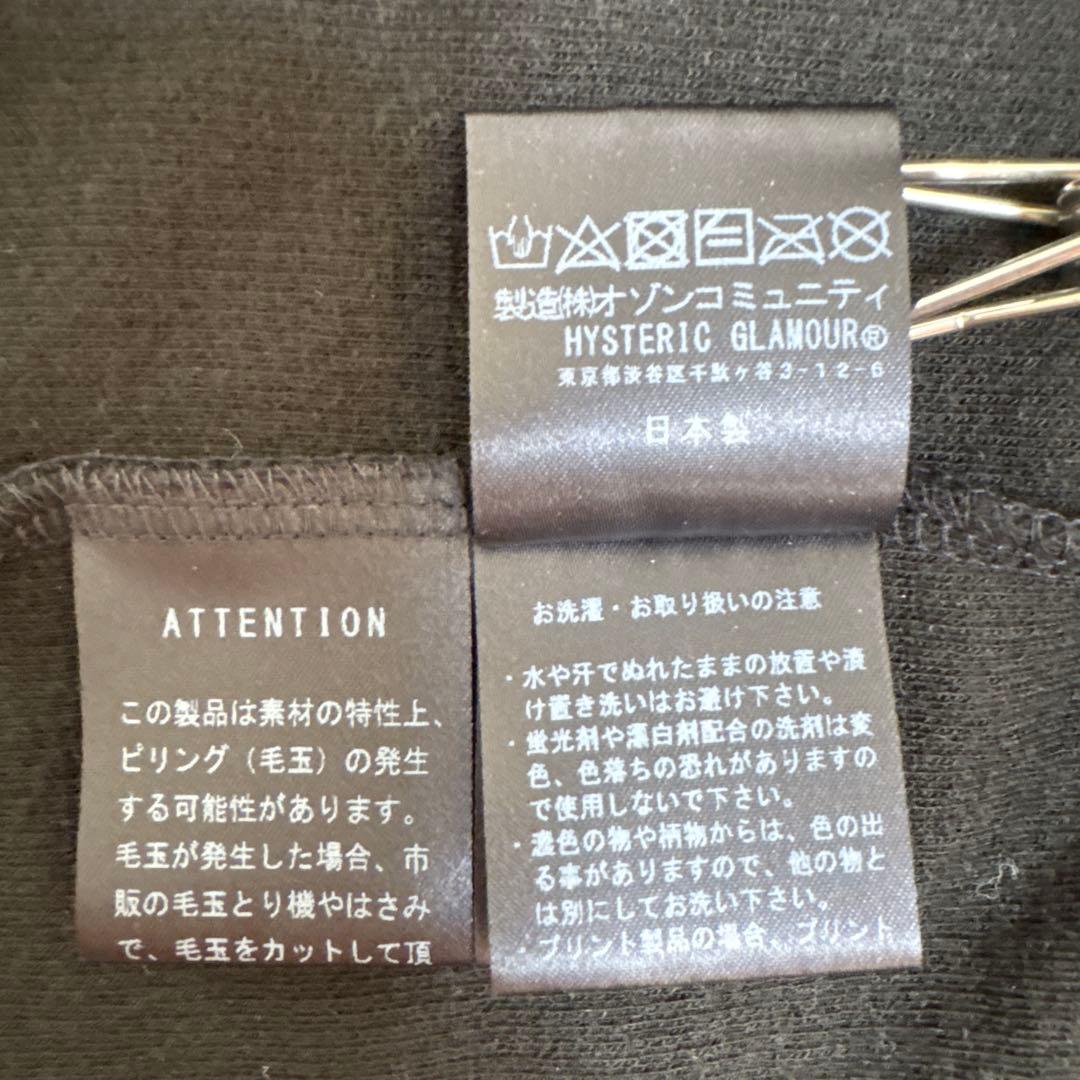 製造(株)オゾンコミュニティ
HYSTERIC GLAMOUR®
東京都渋谷区千駄ヶ谷3-12-6
日本製
ATTENTION
この製品は素材の特性上、
ピリング（毛玉）の発生
する可能性があります。
毛玉が発生した場合、市
販の毛玉とり機やはさみ
で、毛玉をカットして頂
お洗濯・お取り扱いの注意
・水や汗でぬれたままの放置や漬
け置き洗いはお避け下さい。
・蛍光剤や漂白剤配合の洗剤は変
色、色落ちの恐れがありますの
で使用しないで下さい。
・濃色の物や柄物からは、色の出
る事がありますので、他の物と
は別にしてお洗い下さい。
・プリント製品の場合、プリント